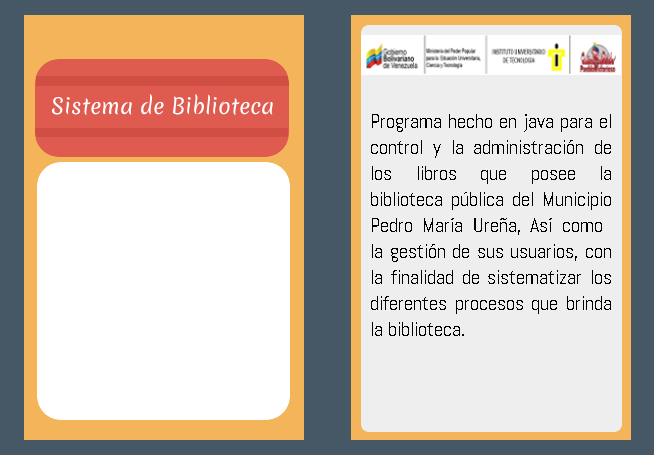 Sistema de Biblioteca
Gobierno
Bolivariano
de Venezuela
Ministerio del Poder Popular
para la Educación Universitaria,
Ciencia y Tecnología
INSTITUTO UNIVERSITARIO
DE TECNOLOGÍA
Programa hecho en java para el
control y la administración de
los libros que posee la
biblioteca pública del Municipio
Pedro María Ureña, Así como
la gestión de sus usuarios, con
la finalidad de sistematizar los
diferentes procesos que brinda
la biblioteca.